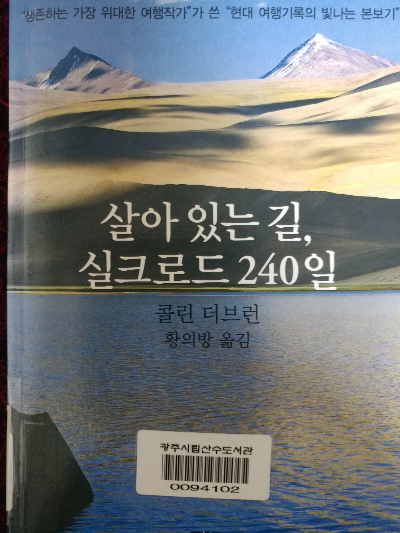 "생존하는 가장 위대한 여행작가"가 쓴 "현대 여행기록의 빛나는 본보기"
살아 있는 길,
실크로드 240일
콜린 더브런
황의방 옮김
광주시립산수도서관
0094102